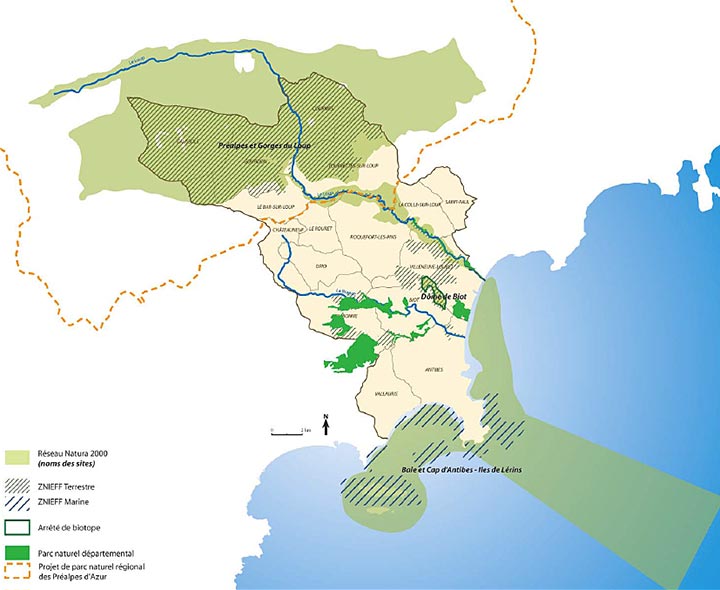 Le Loup
COURMES
CAUSSOLS
Préalpes et Gorges du Loup
GOURDON
TOURRETTES-SUR-LOUP
LE BAR-SUR-LOUP
LA COLLE-SUR-LOUP
SAINT-PAUL
CHÂTEAUNEUF
LE ROURET
ROQUEFORT-LES-PINS
OPIO
VILLENEUVE-LOUBET
La Brague
BIOT
Dôme de Biot
ANTIBES
VALLAURIS
N
0
2 km
Baie et Cap d'Antibes - Iles de Lérins
Réseau Natura 2000
(noms des sites)
ZNIEFF Terrestre
ZNIEFF Marine
Arrêté de biotope
Parc naturel départemental
Projet de parc naturel régional
des Préalpes d'Azur